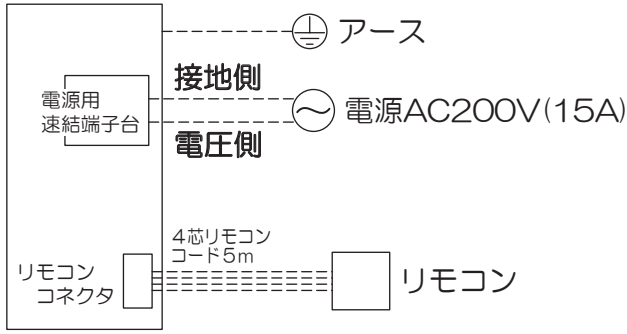 アース
接地側
電源用
速結端子台
電源AC200V(15A)
電圧側
4芯リモコン
コード5m
リモコン
コネクタ
リモコン